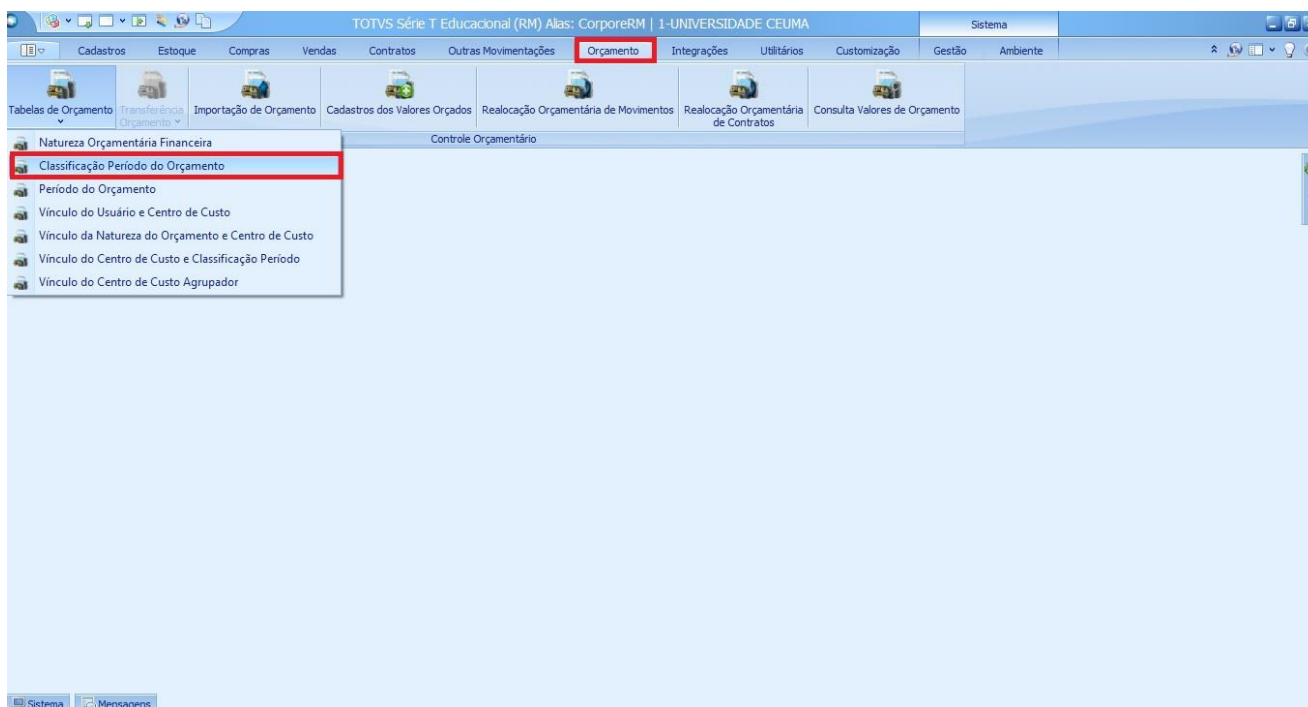 TOTVS Série T Educacional (RM) Alias: CorporeRM | 1-UNIVERSIDADE CEUMA
Sistema
Cadastros Estoque Compras Vendas Contratos Outras Movimentações Orçamento Integrações Utilitários Customização Gestão Ambiente
Tabelas de Orçamento Transferência Orçamento Importação de Orçamento Cadastros dos Valores Orçados Realocação Orçamentária de Movimentos Realocação Orçamentária de Contratos Consulta Valores de Orçamento
Controle Orçamentário
Natureza Orçamentária Financeira
Classificação Período do Orçamento
Período do Orçamento
Vínculo do Usuário e Centro de Custo
Vínculo da Natureza do Orçamento e Centro de Custo
Vínculo do Centro de Custo e Classificação Período
Vínculo do Centro de Custo Agrupador
Sistema Mensagens